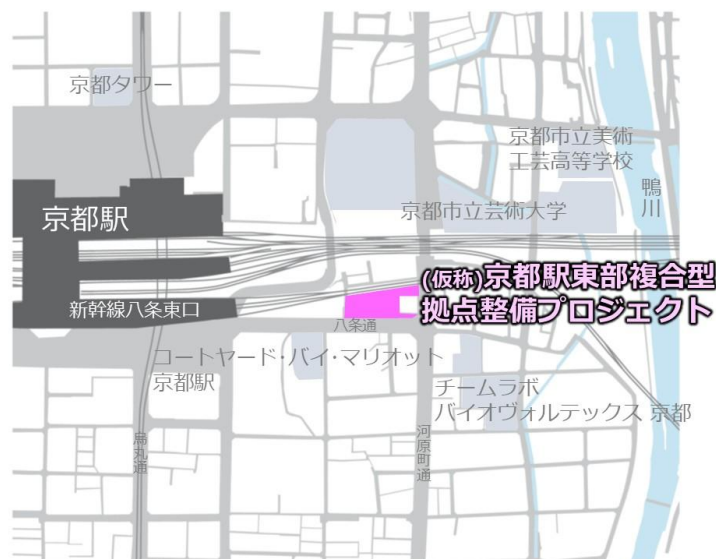 京都タワー
京都市立美術
工芸高等学校
鴨川
京都市立芸術大学
京都駅
(仮称)京都駅東部複合型
拠点整備プロジェクト
新幹線八条東口
八条通
コートヤード・バイ・マリオット
京都駅
チームラボ
バイオヴォルテックス 京都
烏丸通
河原町通